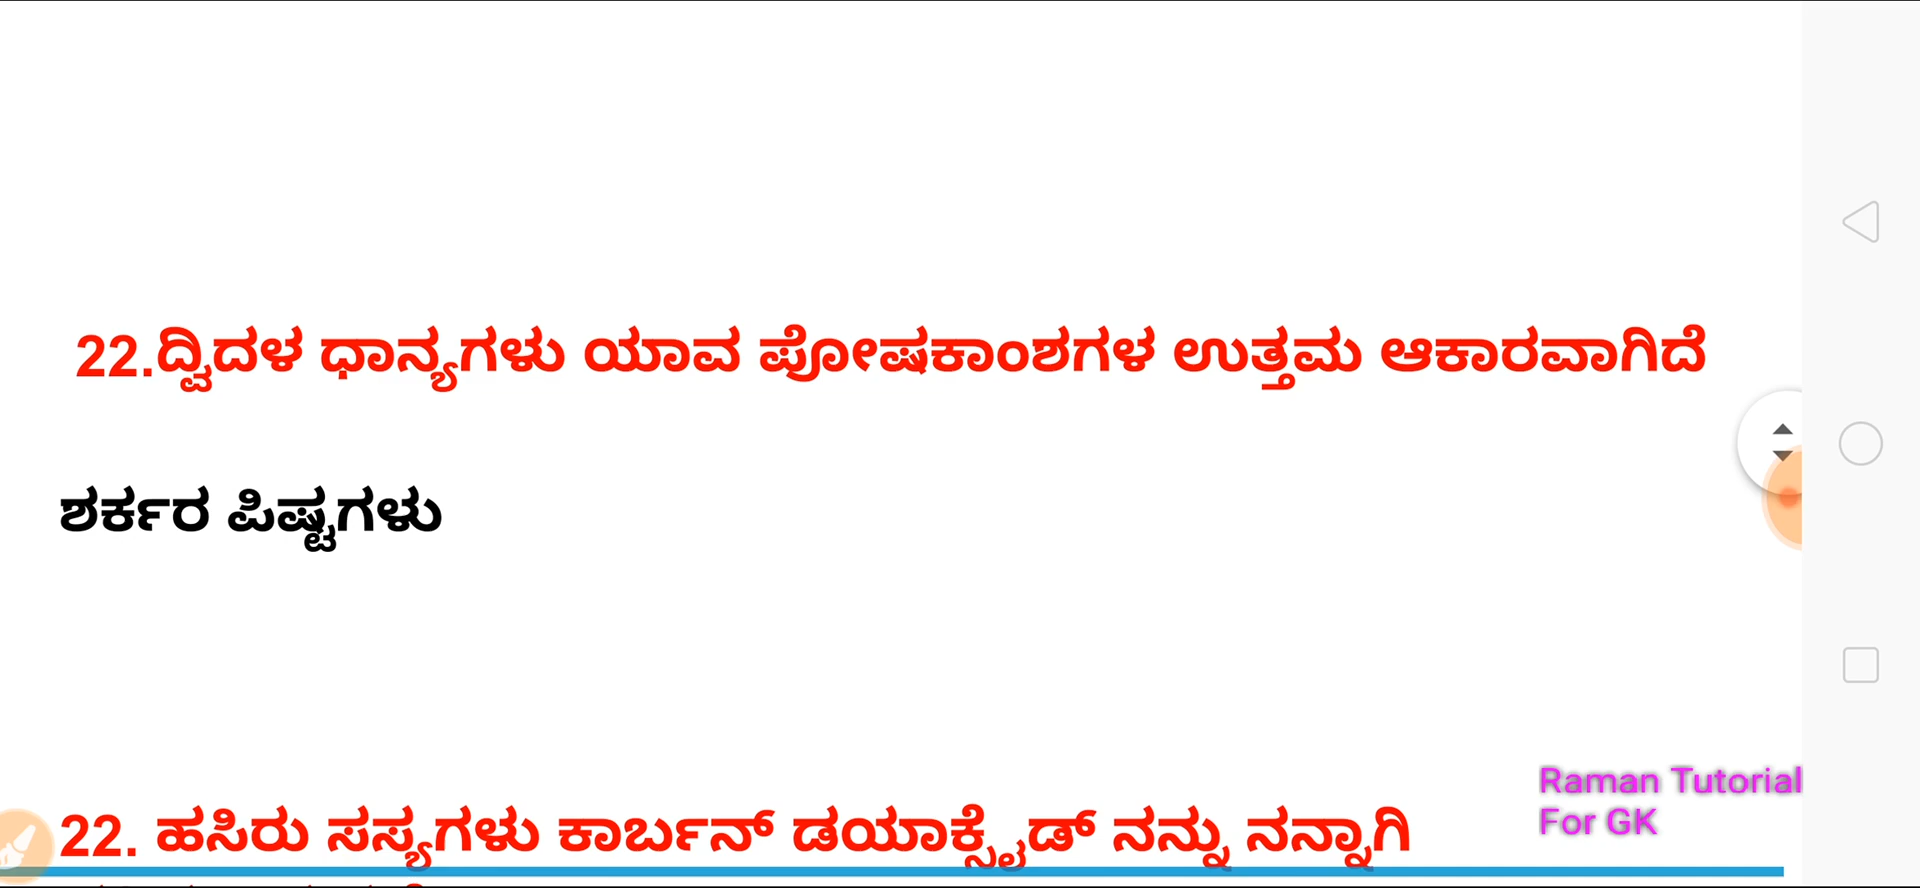 22.ದ್ವಿದಳ ಧಾನ್ಯಗಳು ಯಾವ ಪೋಷಕಾಂಶಗಳ ಉತ್ತಮ ಆಕಾರವಾಗಿದೆ
ಶರ್ಕರ ಪಿಷ್ಟಗಳು
Raman Tutorial
For GK
22. ಹಸಿರು ಸಸ್ಯಗಳು ಕಾರ್ಬನ್ ಡಯಾಕ್ಸೈಡ್ ನನ್ನು ನನ್ನಾಗಿ